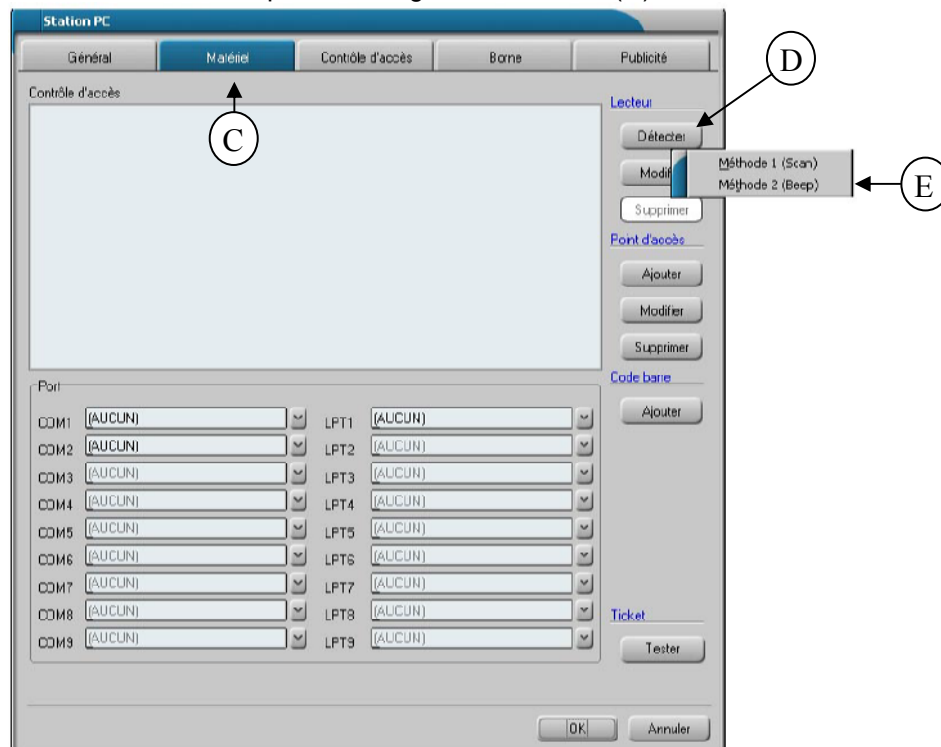 Station PC
Général Matériel Contrôle d'accès Borne Publicité
D
Contrôle d'accès
Lecteur
C
Détecter
Méthode 1 (Scan)
Modif
Méthode 2 (Beep)
E
Supprimer
Point d'accès
Ajouter
Modifier
Supprimer
Code barre
Ajouter
Port
COM1 (AUCUN) LPT1 (AUCUN)
COM2 (AUCUN) LPT2 (AUCUN)
COM3 (AUCUN) LPT3 (AUCUN)
COM4 (AUCUN) LPT4 (AUCUN)
COM5 (AUCUN) LPT5 (AUCUN)
COM6 (AUCUN) LPT6 (AUCUN)
COM7 (AUCUN) LPT7 (AUCUN)
COM8 (AUCUN) LPT8 (AUCUN)
COM9 (AUCUN) LPT9 (AUCUN)
Ticket
Tester
OK Annuler